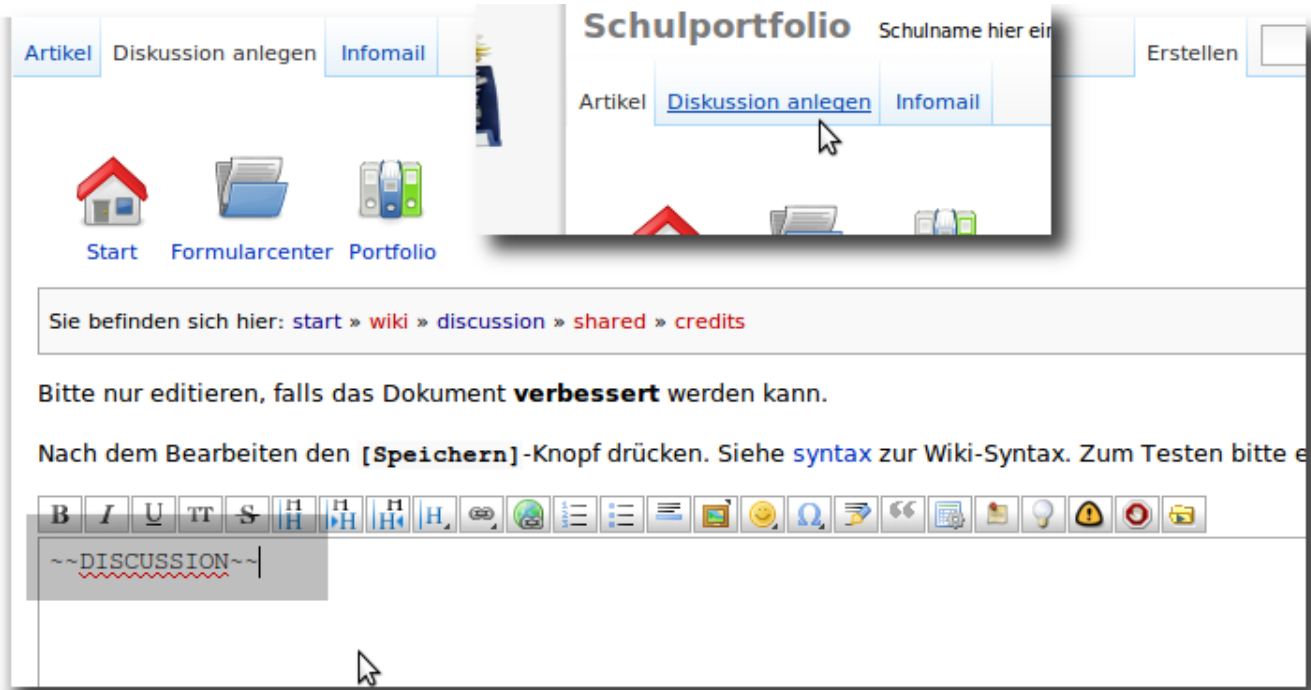 Schulportfolio Schulname hier ein
Artikel Diskussion anlegen Infomail
Erstellen
Artikel Diskussion anlegen Infomail
Start Formularcenter Portfolio
Sie befinden sich hier: start » wiki » discussion » shared » credits
Bitte nur editieren, falls das Dokument verbessert werden kann.
Nach dem Bearbeiten den [Speichern]-Knopf drücken. Siehe syntax zur Wiki-Syntax. Zum Testen bitte e
B I U TT S H H H H
~~DISCUSSION~~